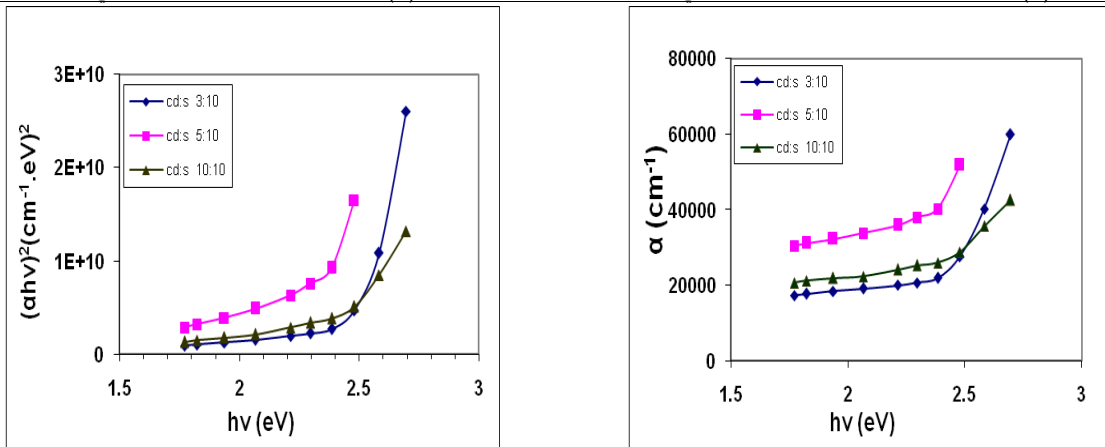 3E+10
2E+10
1E+10
0
(αhν)²(cm⁻¹.eV)²
cd:s 3:10
cd:s 5:10
cd:s 10:10
1.5 2 2.5 3
hν (eV)
80000
60000
40000
20000
0
α (cm⁻¹)
cd:s 3:10
cd:s 5:10
cd:s 10:10
1.5 2 2.5 3
hν (eV)